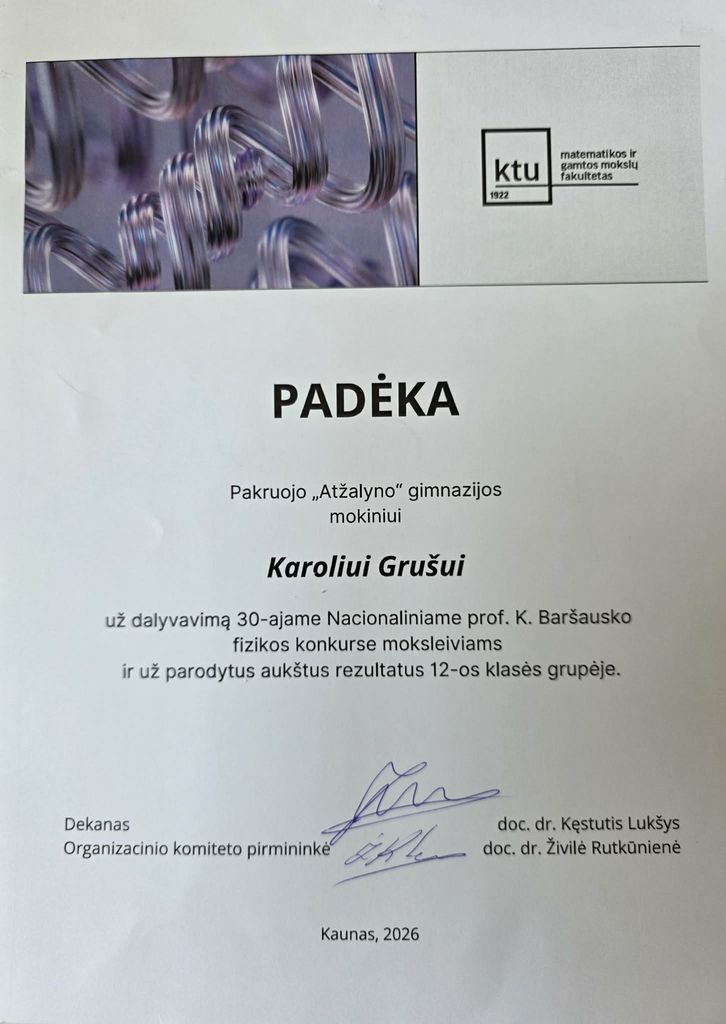 ktu
1922
matematikos ir
gamtos mokslų
fakultetas
PADĖKA
Pakruojo „Atžalyno“ gimnazijos
mokiniui
Karoliui Grušui
už dalyvavimą 30-ajame Nacionaliniame prof. K. Baršausko
fizikos konkurse moksleiviams
ir už parodytus aukštus rezultatus 12-os klasės grupėje.
Dekanas doc. dr. Kęstutis Lukšys
Organizacinio komiteto pirmininkė doc. dr. Živilė Rutkūnienė
Kaunas, 2026